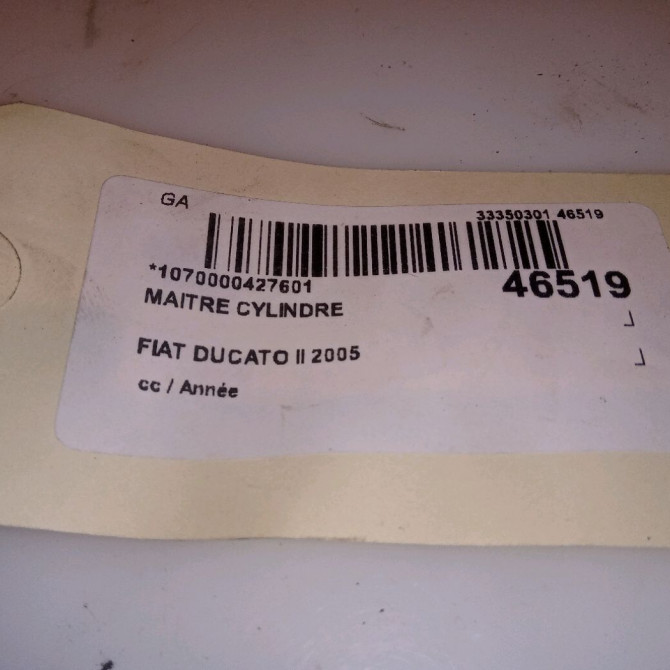 GA
33350301 46519
*1070000427601
46519
MAITRE CYLINDRE
FIAT DUCATO II 2005
cc / Année